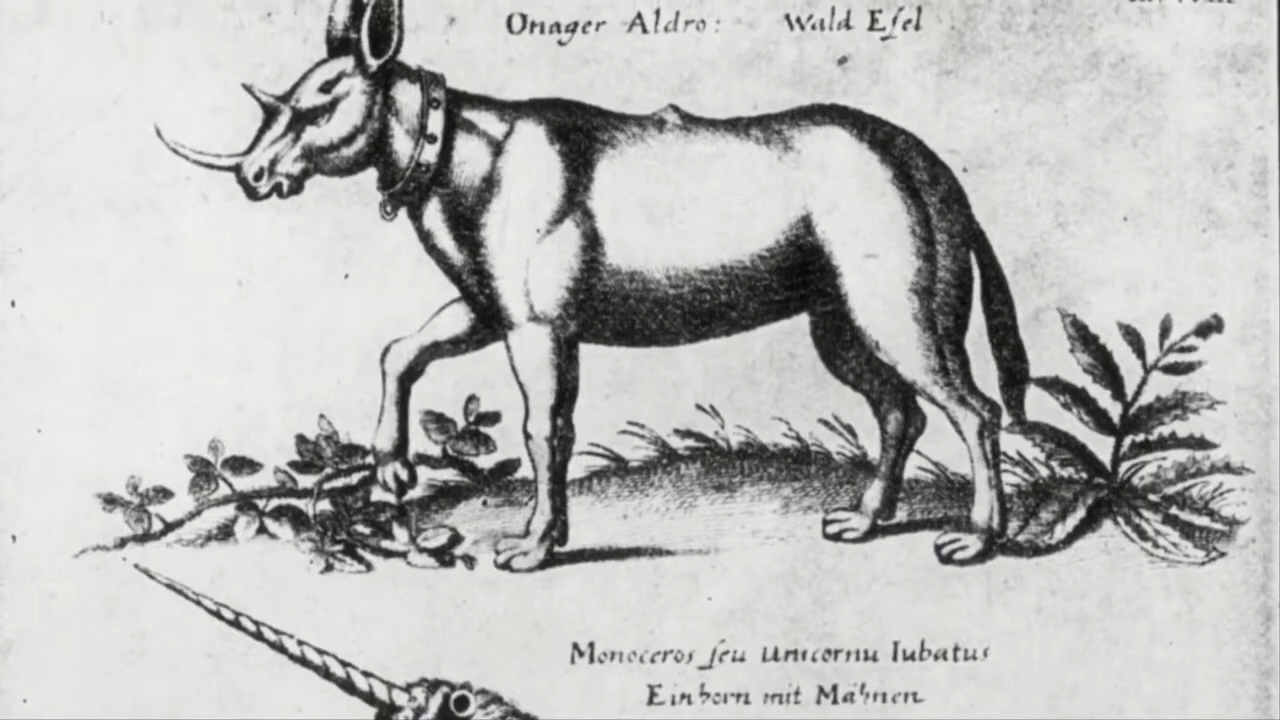 Onager Aldro: Wald Eſel
Monoceros ſeu Unicornu Iubatus
Einhorn mit Mähnen